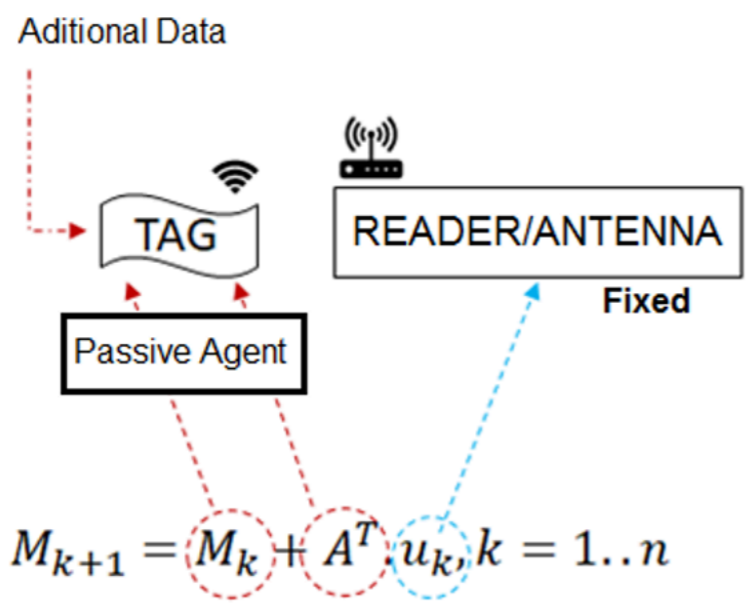 Aditional Data
TAG
READER/ANTENNA
Fixed
Passive Agent
M_{k+1} = M_k + A^T.u_k, k = 1..n